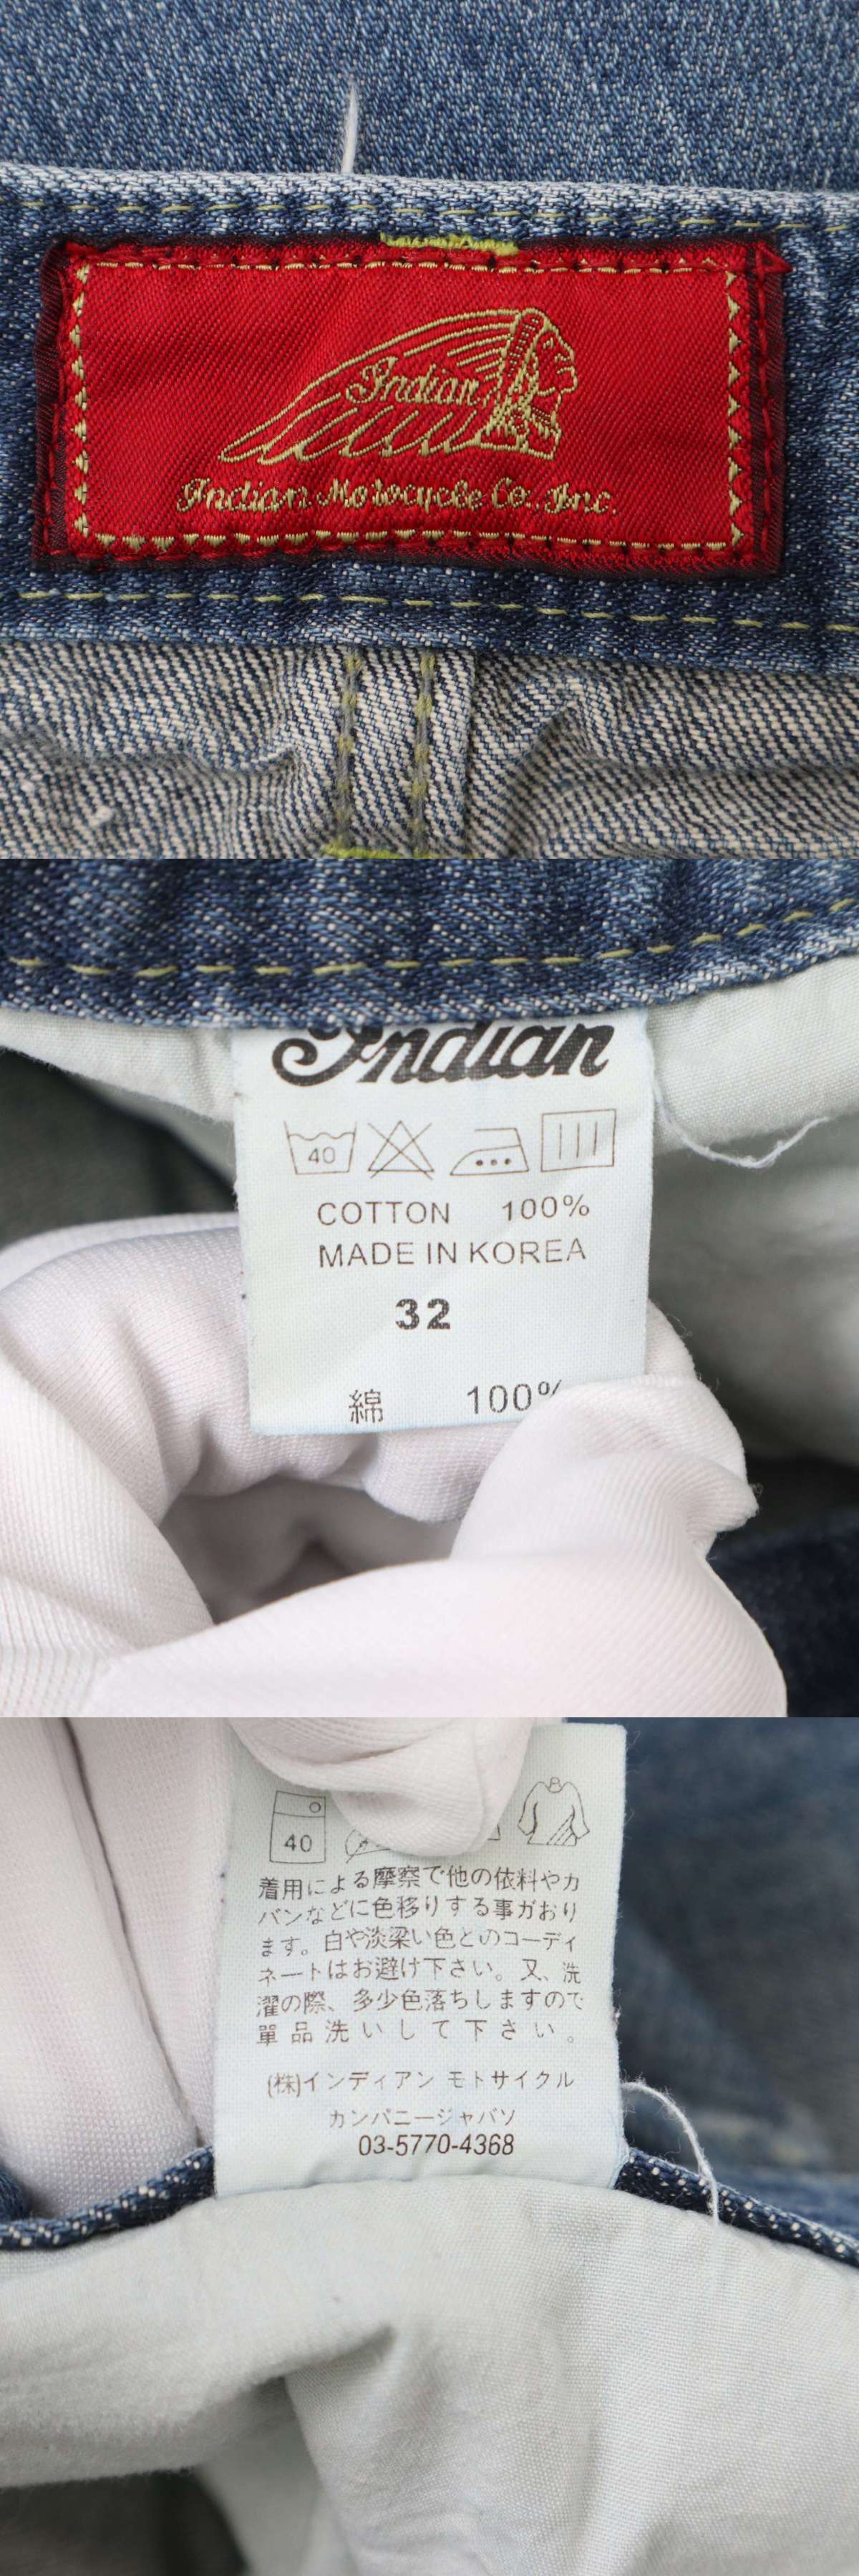 Indian
Indian Motocycle Co., Inc.
Indian
40
COTTON 100%
MADE IN KOREA
32
綿 100%
40
着用による摩察で他の依料やカ
バンなどに色移りする事がおり
ます。白や淡梁い色とのコーディ
ネートはお避け下さい。又、洗
濯の際、多少色落ちしますので
單品洗いして下さい。
(株)インディアン モトサイクル
カンパニージャパソ
03-5770-4368